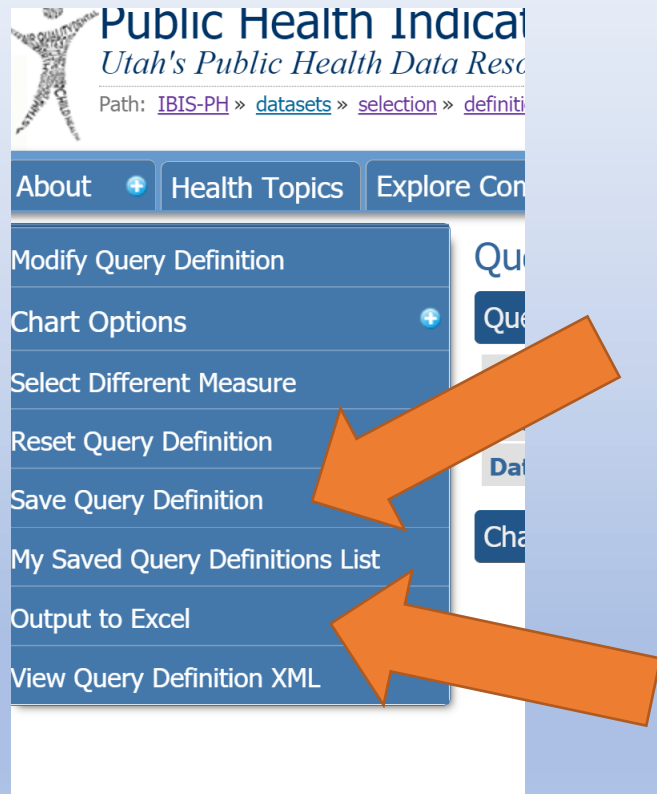 Public Health Indicat
Utah's Public Health Data Reso
Path: IBIS-PH » datasets » selection » definiti
About Health Topics Explore Con
Modify Query Definition
Chart Options
Select Different Measure
Reset Query Definition
Save Query Definition
My Saved Query Definitions List
Output to Excel
View Query Definition XML
Qu
Que
Dat
Cha